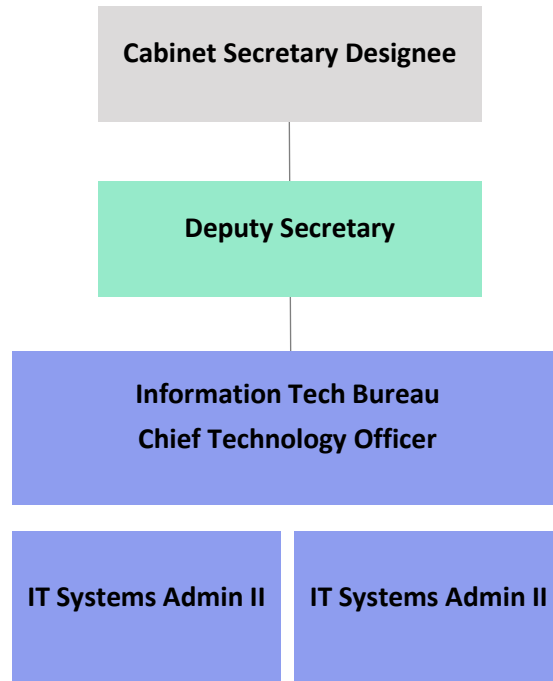 Cabinet Secretary Designee
Deputy Secretary
Information Tech Bureau
Chief Technology Officer
IT Systems Admin II
IT Systems Admin II